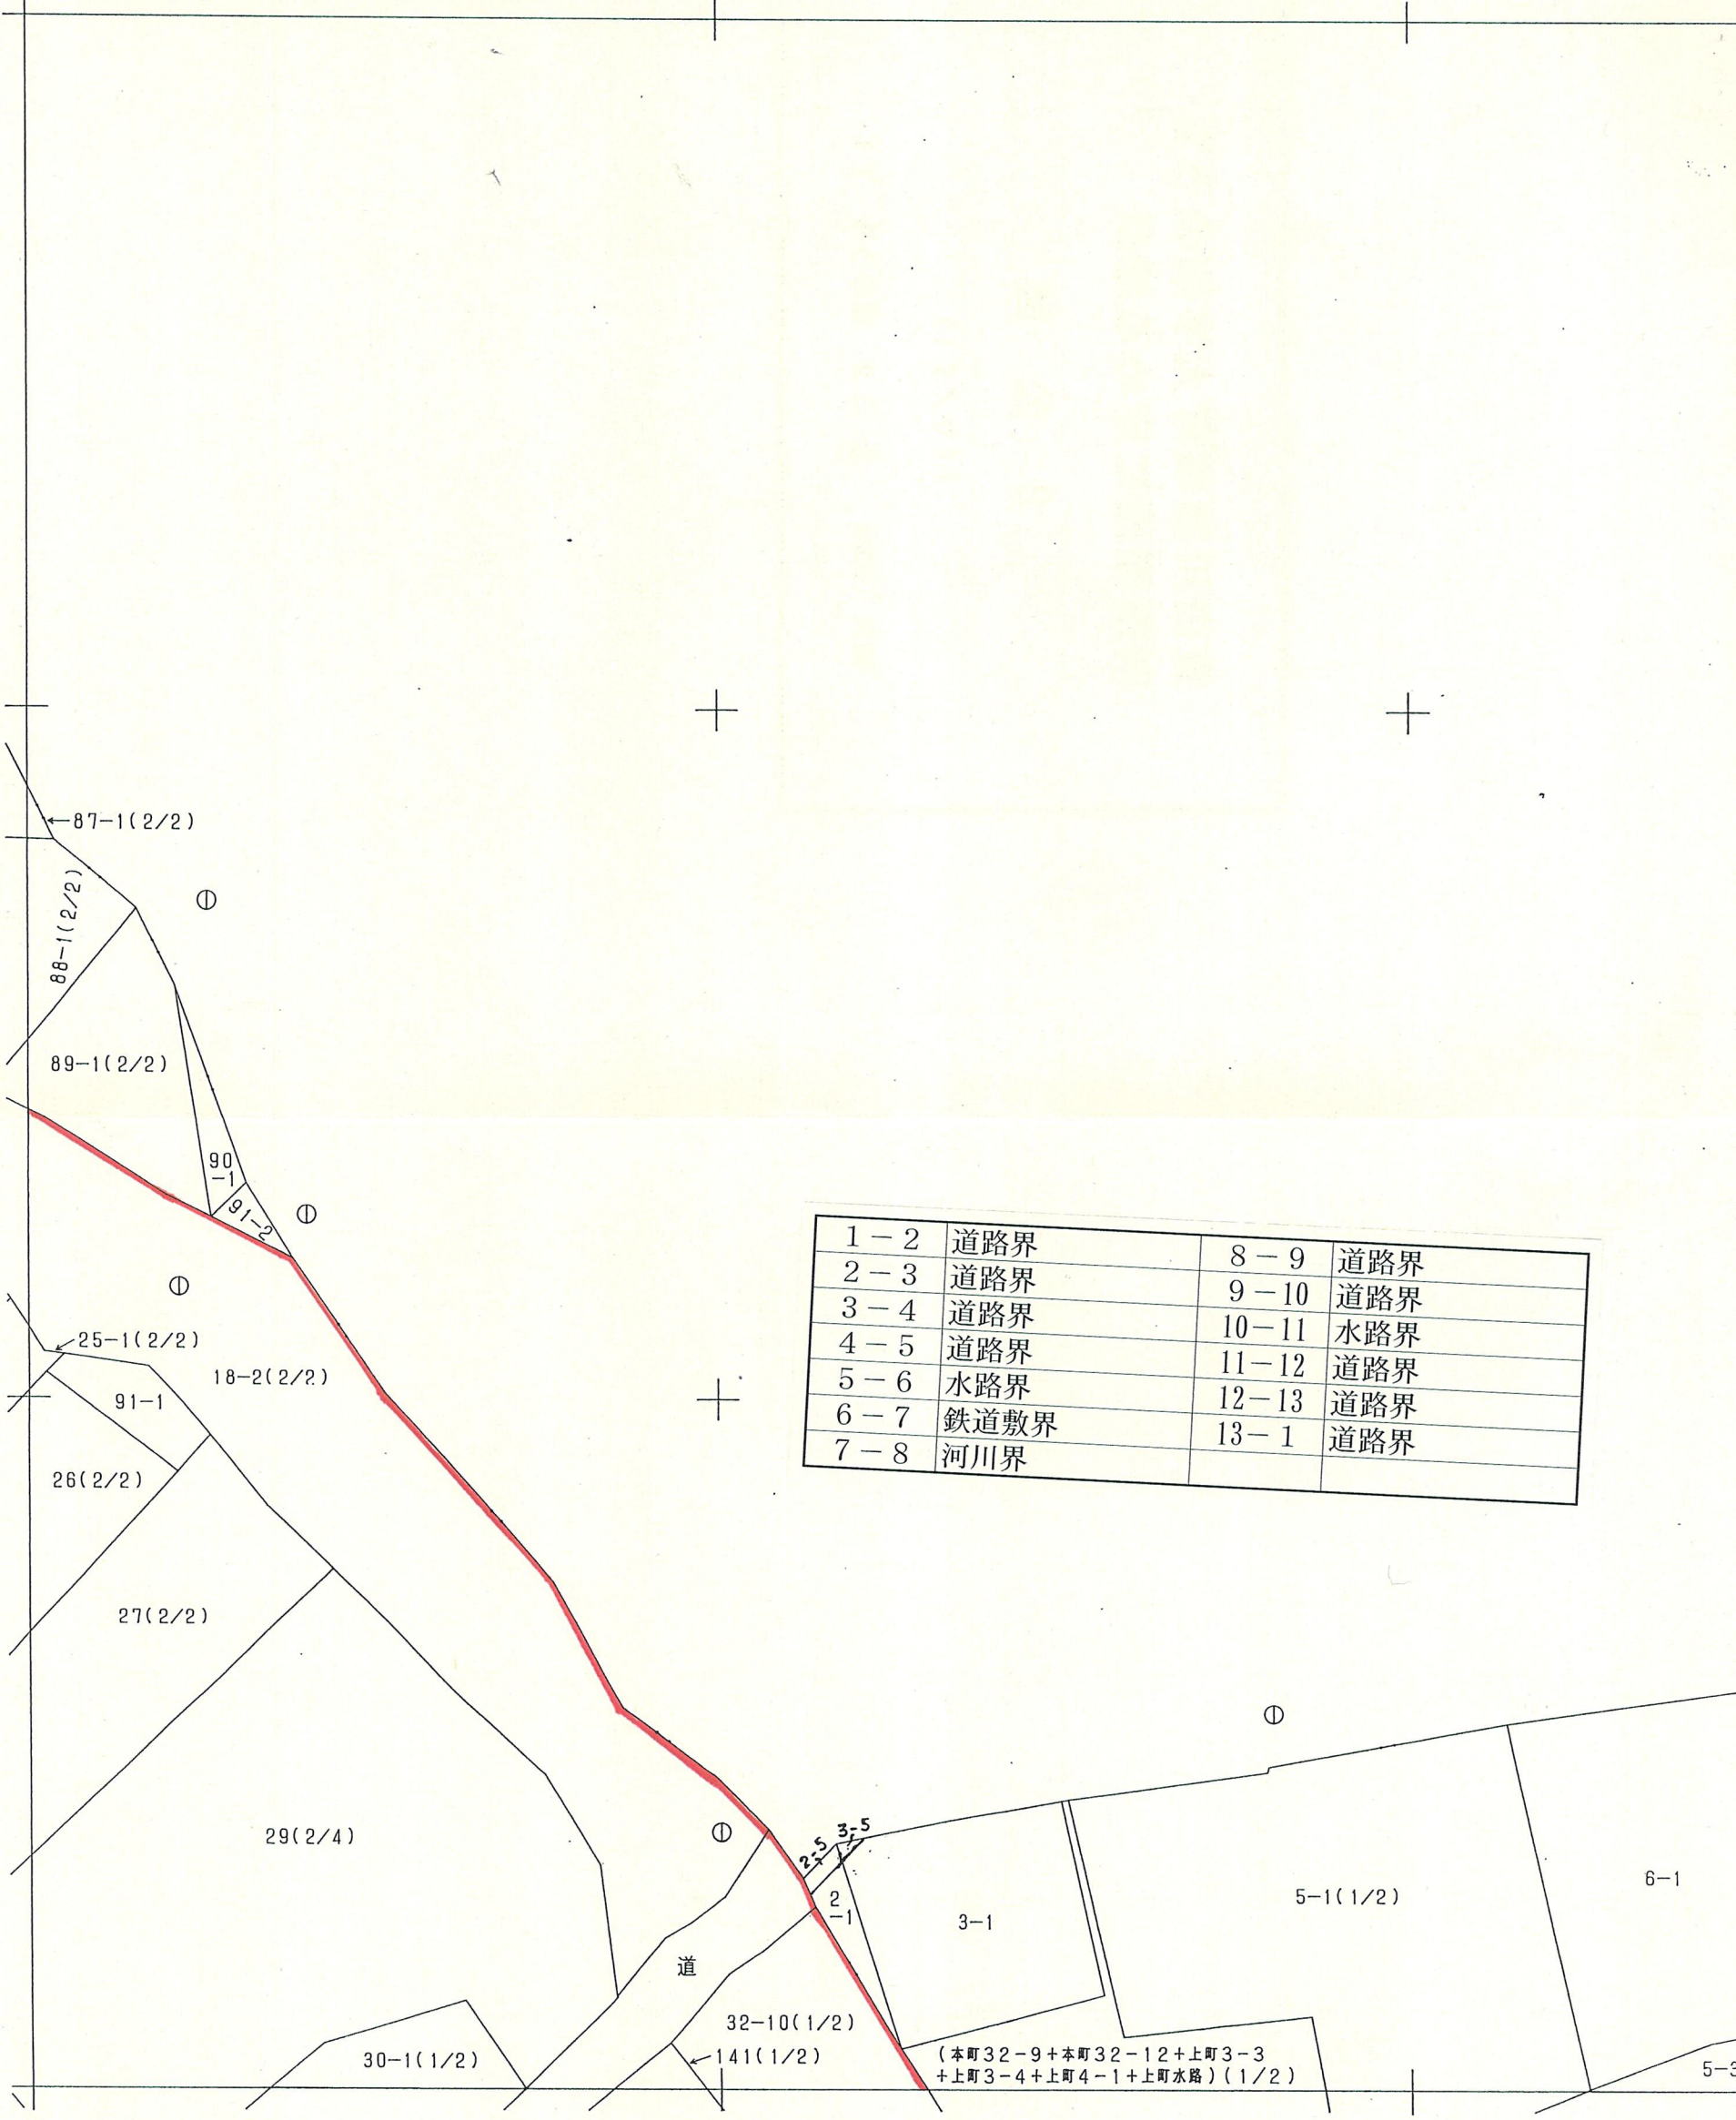 87-1(2/2)
88-1(2/2)
89-1(2/2)
90
-1
91-2
25-1(2/2)
18-2(2/2)
91-1
26(2/2)
27(2/2)
29(2/4)
30-1(1/2)
道
32-10(1/2)
141(1/2)
2-5
3-5
2
-1
3-1
5-1(1/2)
6-1
5-3
(本町32-9+本町32-12+上町3-3
+上町3-4+上町4-1+上町水路)(1/2)
1-2 道路界 8-9 道路界
2-3 道路界 9-10 道路界
3-4 道路界 10-11 水路界
4-5 道路界 11-12 道路界
5-6 水路界 12-13 道路界
6-7 鉄道敷界 13-1 道路界
7-8 河川界